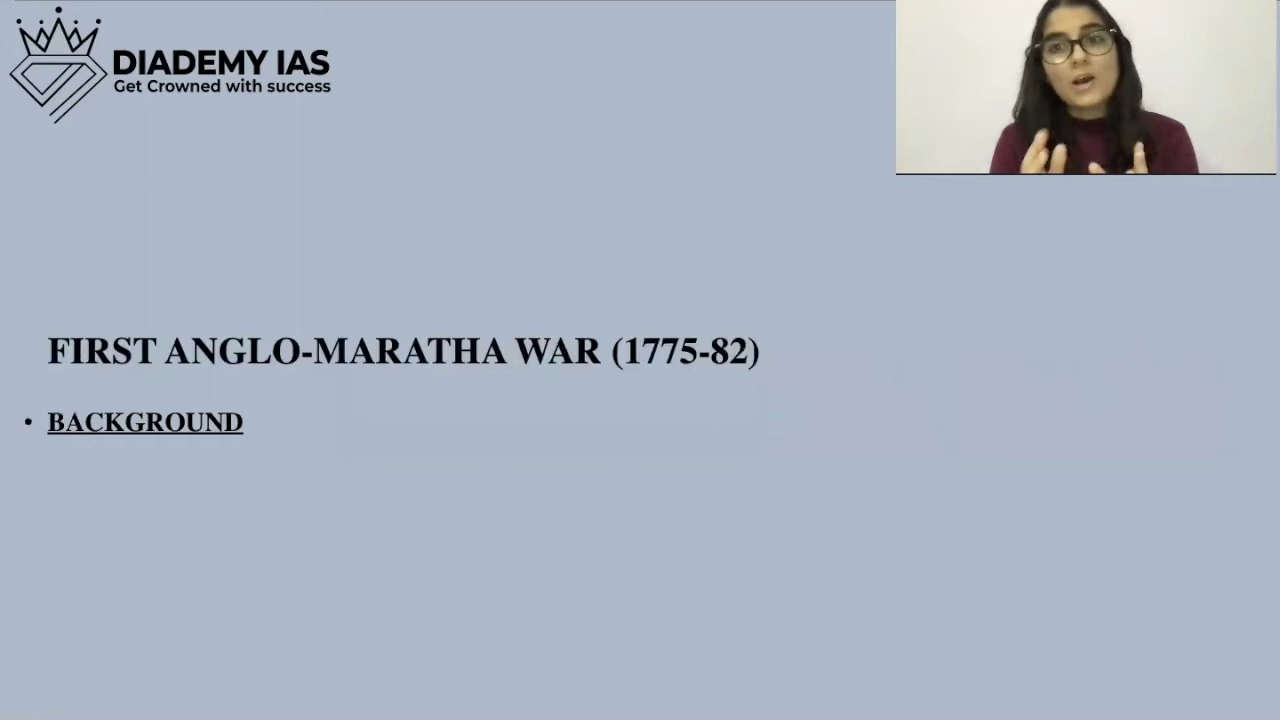 DIADEMY IAS
Get Crowned with success
FIRST ANGLO-MARATHA WAR (1775-82)
• BACKGROUND